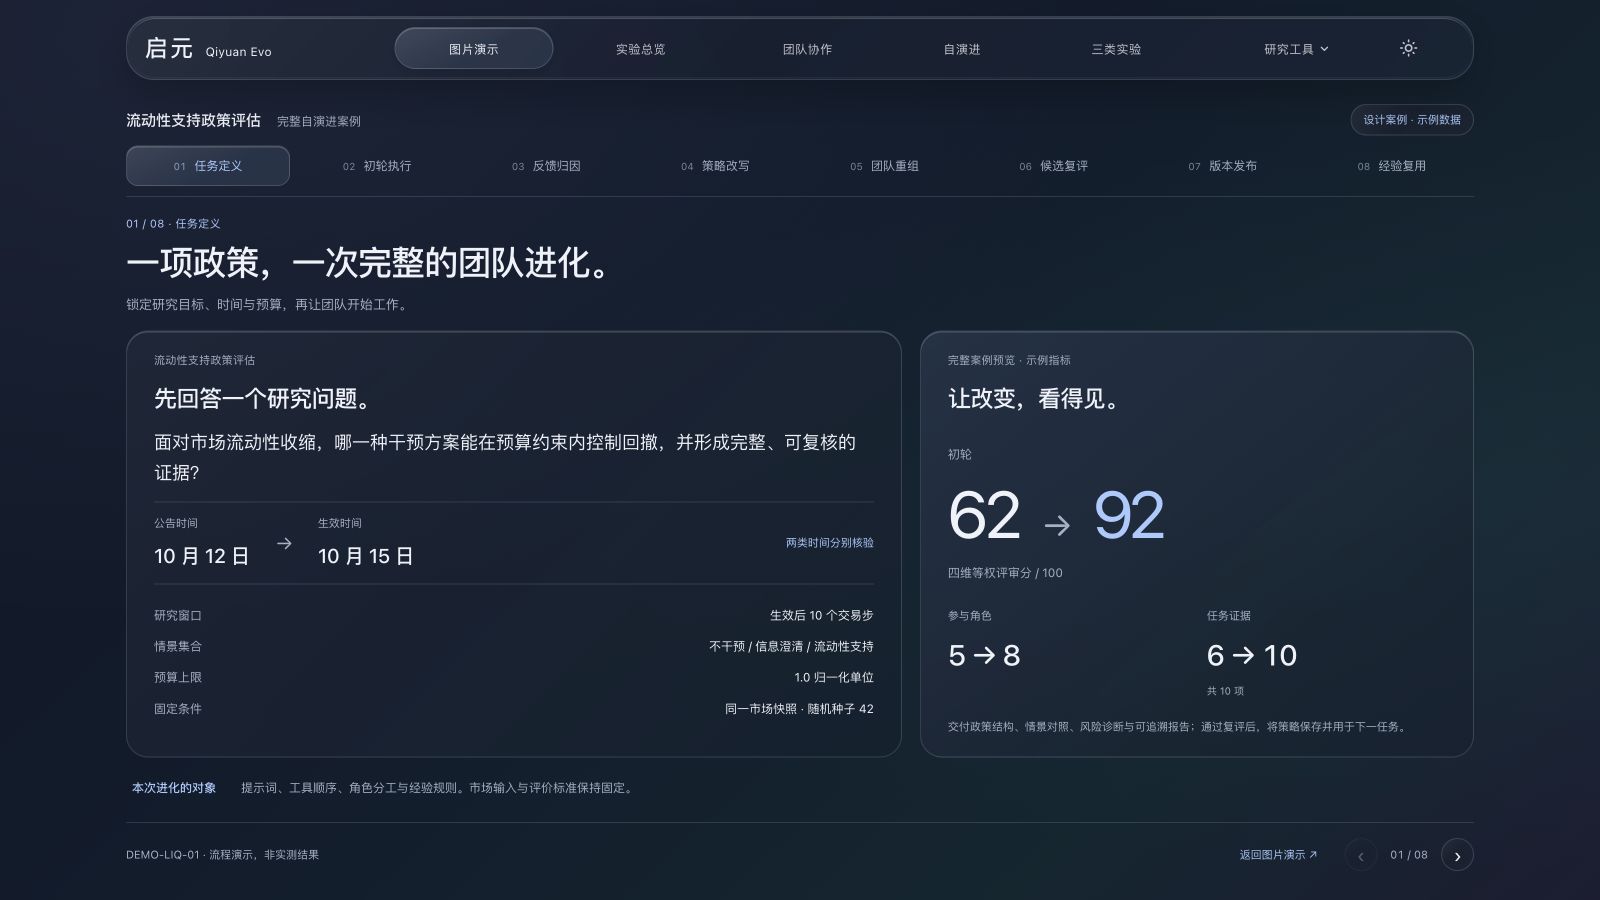 启元 Qiyuan Evo 图片演示 实验总览 团队协作 自演进 三类实验 研究工具
流动性支持政策评估 完整自演进案例 设计案例 · 示例数据
01 任务定义 02 初轮执行 03 反馈归因 04 策略改写 05 团队重组 06 候选复评 07 版本发布 08 经验复用
01 / 08 · 任务定义
一项政策，一次完整的团队进化。
锁定研究目标、时间与预算，再让团队开始工作。
流动性支持政策评估
先回答一个研究问题。
面对市场流动性收缩，哪一种干预方案能在预算约束内控制回撤，并形成完整、可复核的
证据?
公告时间 生效时间
10 月 12 日 → 10 月 15 日
两类时间分别核验
研究窗口 生效后 10 个交易步
情景集合 不干预 / 信息澄清 / 流动性支持
预算上限 1.0 归一化单位
固定条件 同一市场快照 · 随机种子 42
完整案例预览 · 示例指标
让改变，看得见。
初轮
62 → 92
四维等权评审分 / 100
参与角色 任务证据
5 → 8 6 → 10
共 10 项
交付政策结构、情景对照、风险诊断与可追溯报告；通过复评后，将策略保存并用于下一任务。
本次进化的对象 提示词、工具顺序、角色分工与经验规则。市场输入与评价标准保持固定。
DEMO-LIQ-01 · 流程演示，非实测结果 返回图片演示 ↗ ‹ 01 / 08 ›